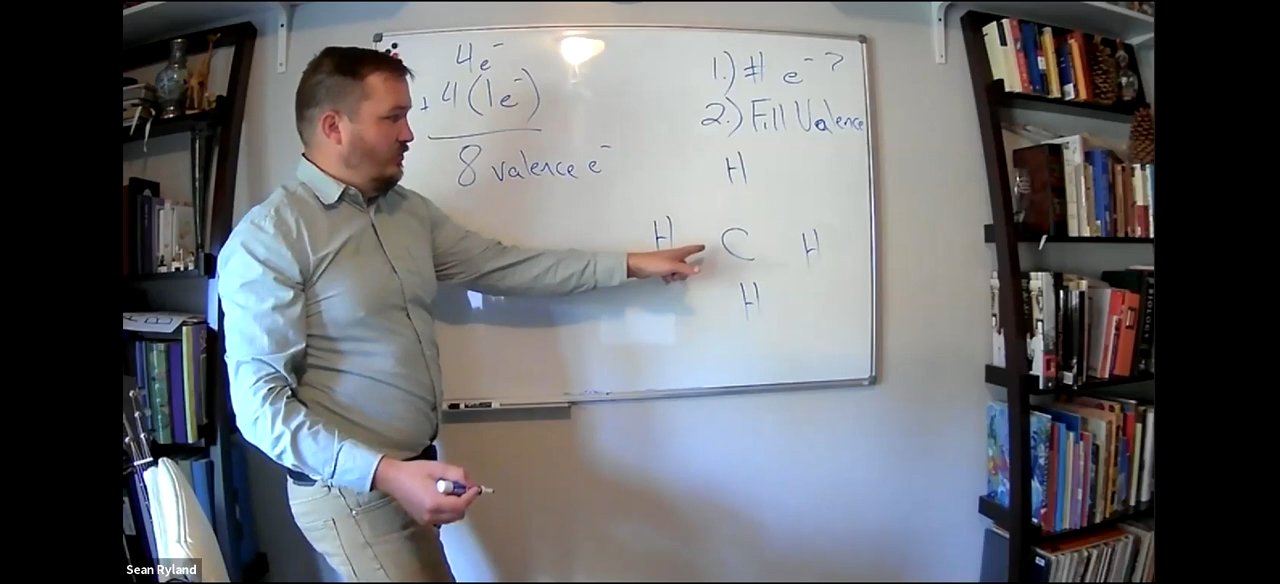 4e⁻
+ 4(1e⁻)
8 valence e⁻
1.) # e⁻?
2.) Fill Valence
H
H C H
H
Sean Ryland